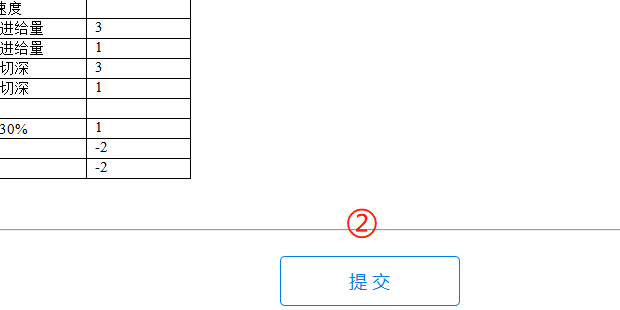 速度
进给量 3
进给量 1
切深 3
切深 1
30% 1
-2
-2
②
提交